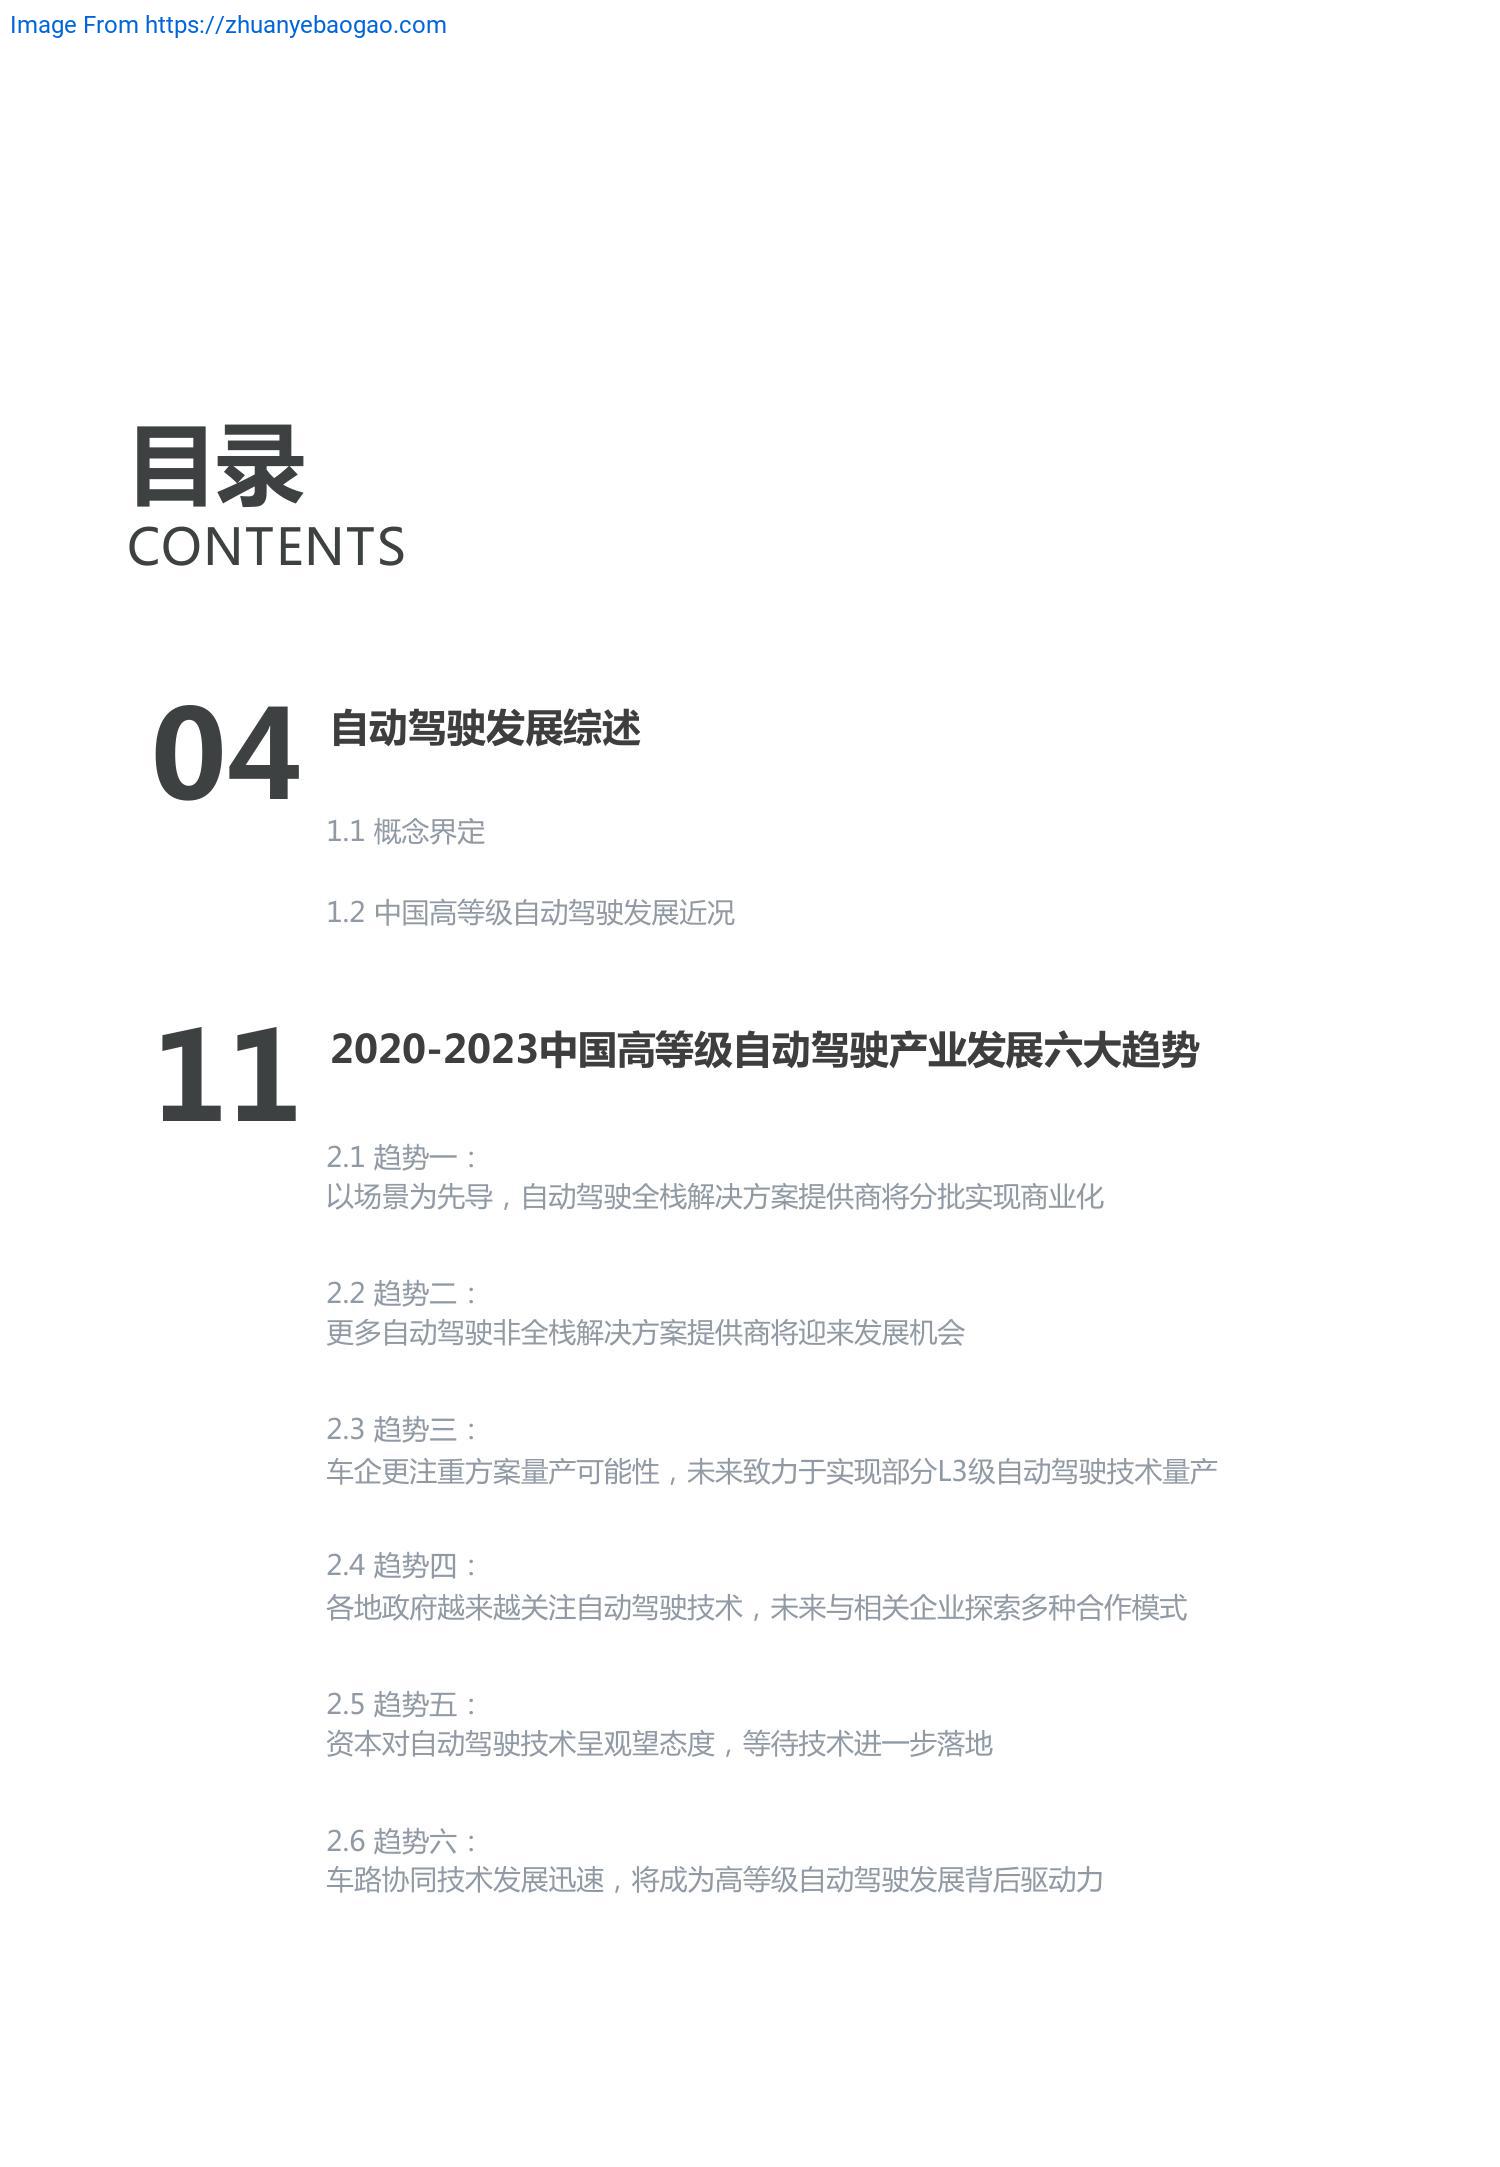 Image From https://zhuanyebaogao.com
目录
CONTENTS
04
自动驾驶发展综述
1.1 概念界定
1.2 中国高等级自动驾驶发展近况
11
2020-2023中国高等级自动驾驶产业发展六大趋势
2.1 趋势一：
以场景为先导，自动驾驶全栈解决方案提供商将分批实现商业化
2.2 趋势二：
更多自动驾驶非全栈解决方案提供商将迎来发展机会
2.3 趋势三：
车企更注重方案量产可能性，未来致力于实现部分L3级自动驾驶技术量产
2.4 趋势四：
各地政府越来越关注自动驾驶技术，未来与相关企业探索多种合作模式
2.5 趋势五：
资本对自动驾驶技术呈观望态度，等待技术进一步落地
2.6 趋势六：
车路协同技术发展迅速，将成为高等级自动驾驶发展背后驱动力